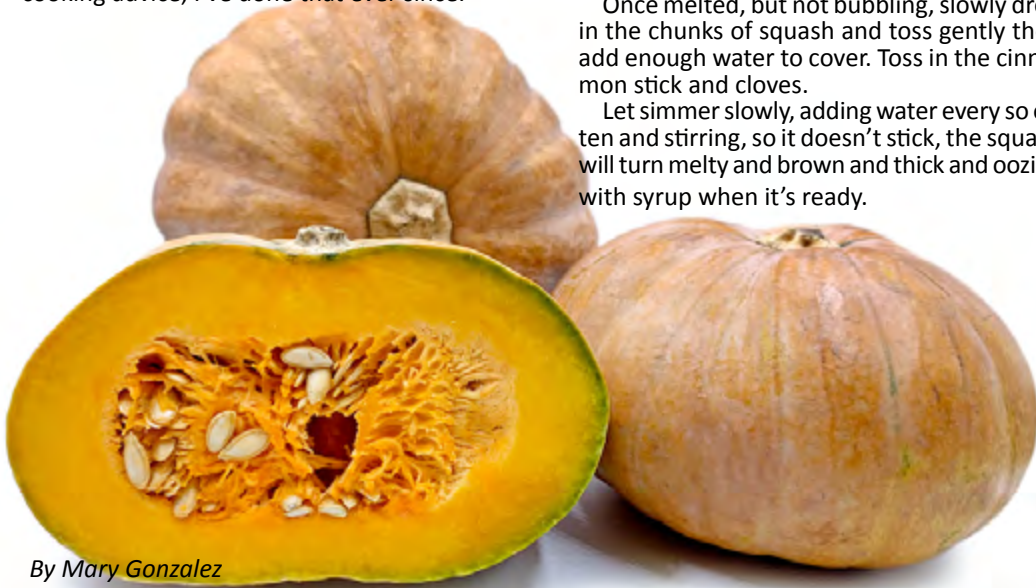 cooking advice, I've done that ever since.
Once melted, but not bubbling, slowly dro
in the chunks of squash and toss gently th
add enough water to cover. Toss in the cinn
mon stick and cloves.
Let simmer slowly, adding water every so o
ten and stirring, so it doesn't stick, the squa
will turn melty and brown and thick and oozi
with syrup when it's ready.
By Mary Gonzalez